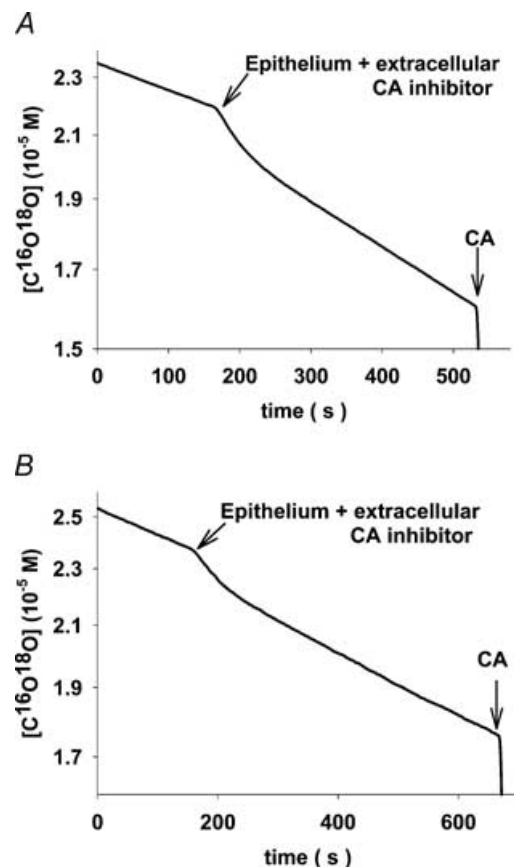 A
[C16O18O] (10-5 M)
2.3
2.1
1.9
1.7
1.5
Epithelium + extracellular
CA inhibitor
CA
0 100 200 300 400 500
time ( s )
B
[C16O18O] (10-5 M)
2.5
2.3
2.1
1.9
1.7
Epithelium + extracellular
CA inhibitor
CA
0 200 400 600
time ( s )